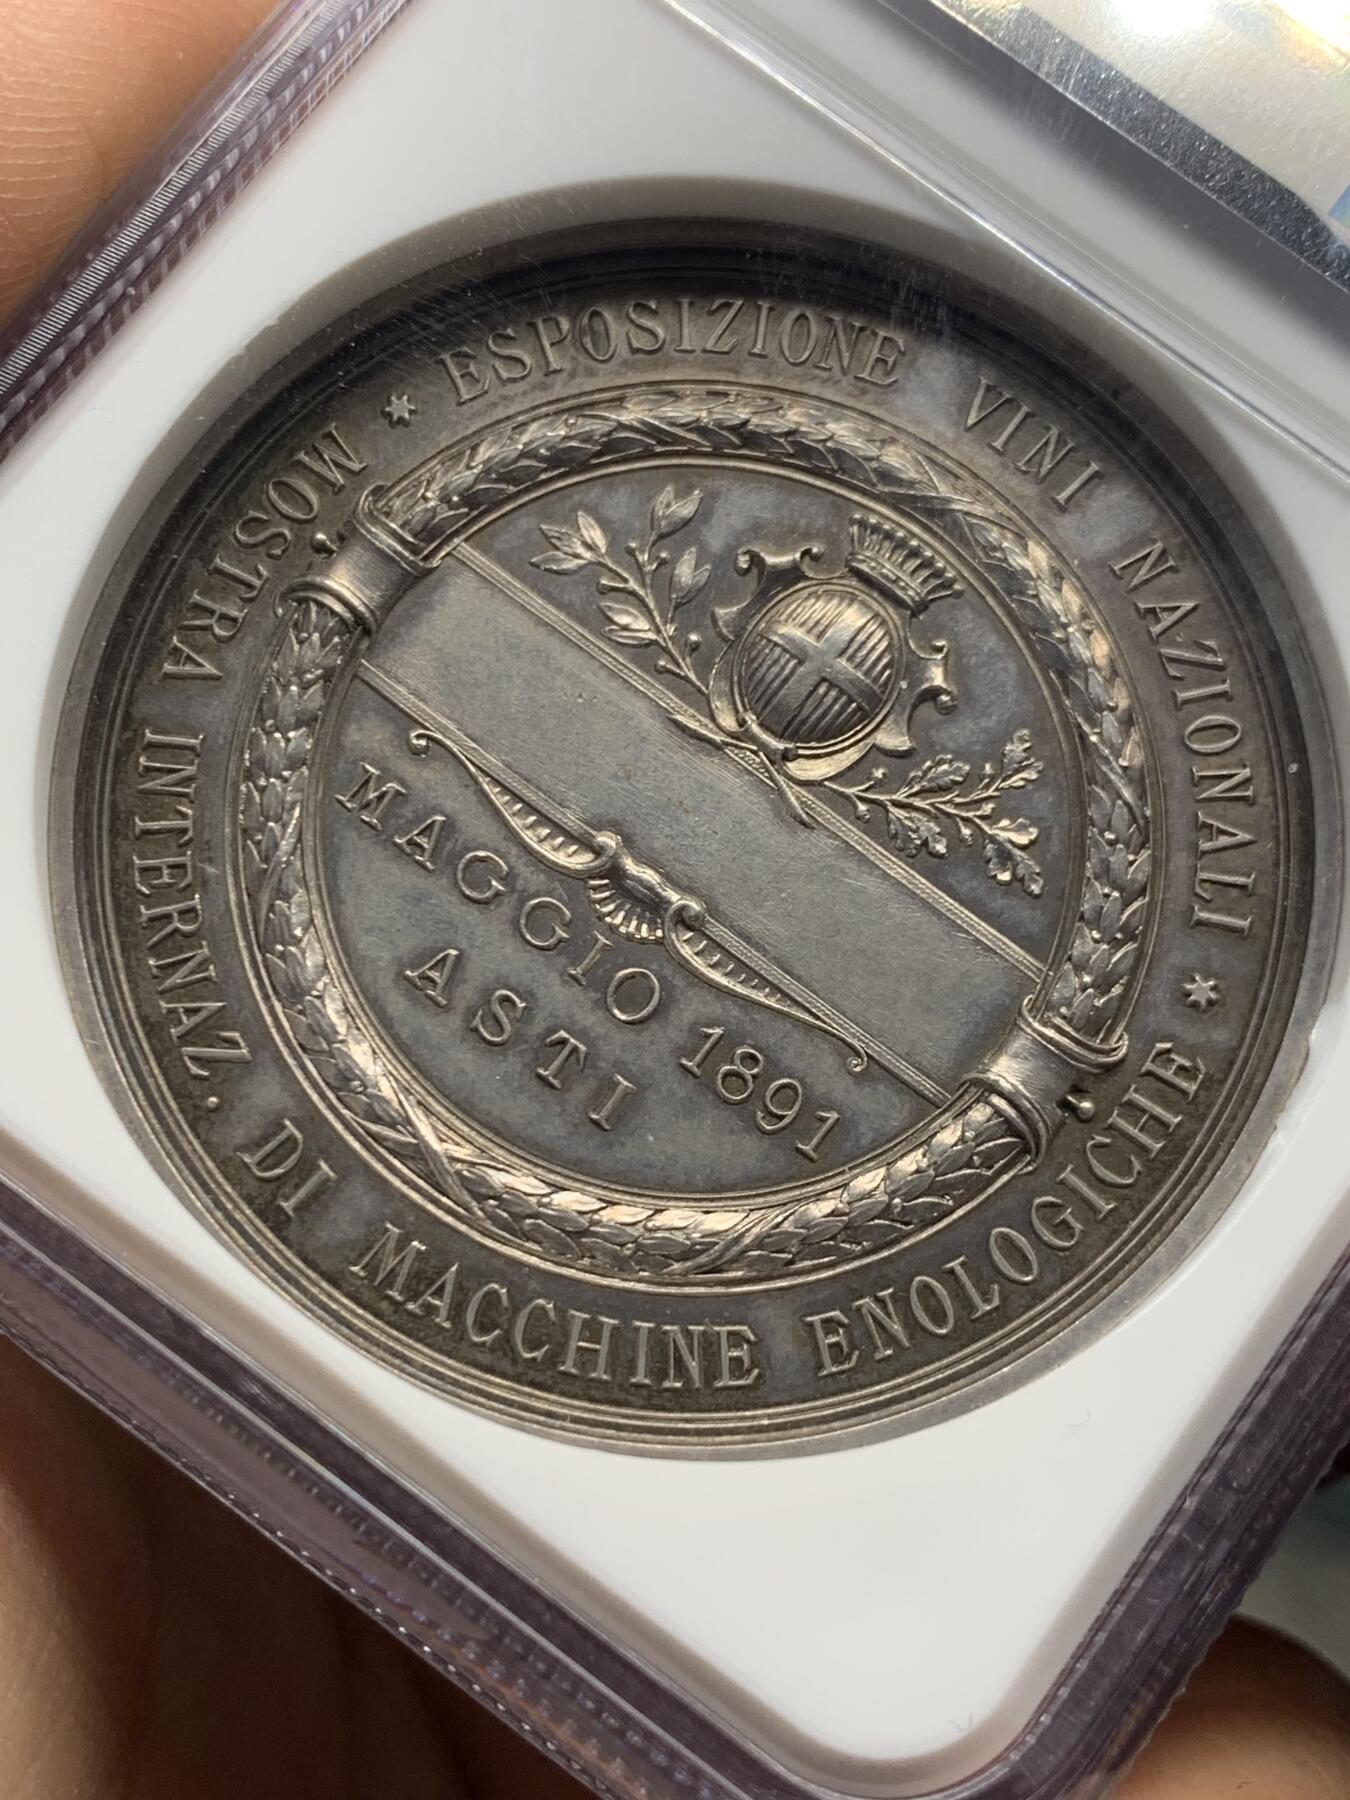 * ESPOSIZIONE VINI NAZIONALI *
MOSTRA INTERNAZ. DI MACCHINE ENOLOGICHE
MAGGIO 1891
ASTI